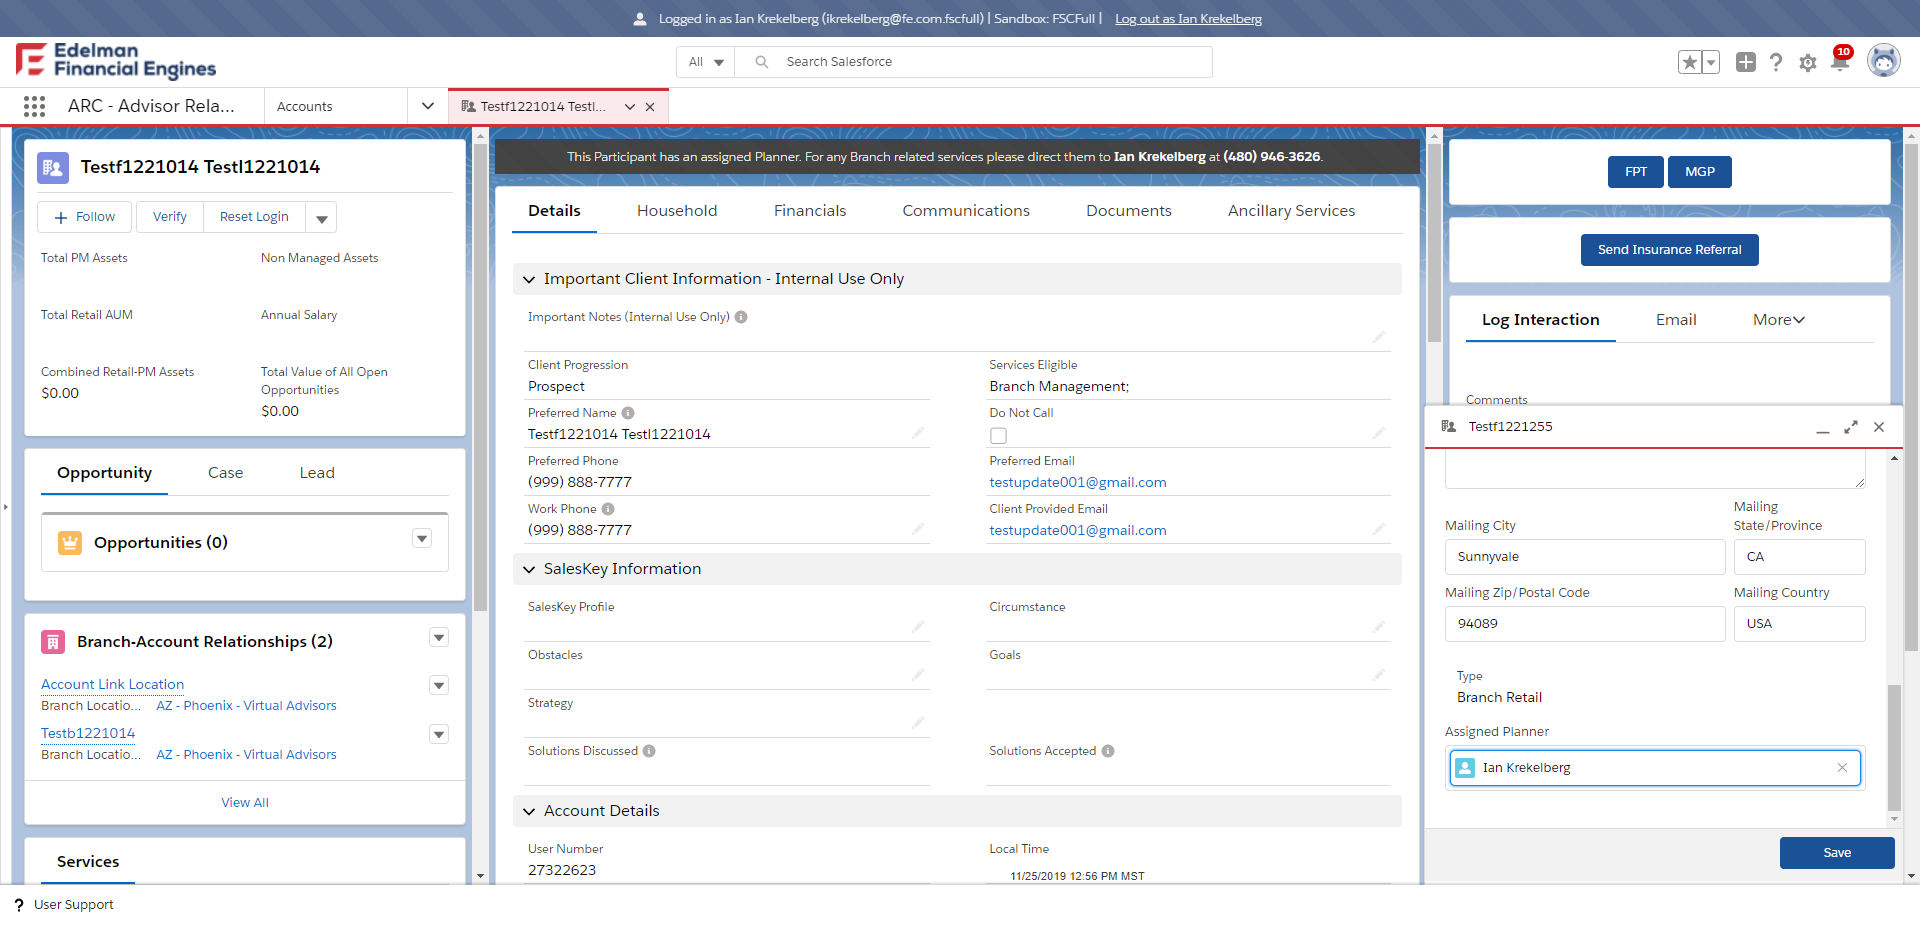 Logged in as Ian Krekelberg (ikrekelberg@fe.com.fscfull) | Sandbox: FSCFull | Log out as Ian Krekelberg
Edelman
Financial Engines
All
Search Salesforce
10
ARC - Advisor Rela...
Accounts
Testf1221014 Testl...
Testf1221014 Testl1221014
Follow
Verify
Reset Login
Total PM Assets
Non Managed Assets
Total Retail AUM
Annual Salary
Combined Retail-PM Assets
$0.00
Total Value of All Open
Opportunities
$0.00
Opportunity
Case
Lead
Opportunities (0)
Branch-Account Relationships (2)
Account Link Location
Branch Locatio... AZ - Phoenix - Virtual Advisors
Testb1221014
Branch Locatio... AZ - Phoenix - Virtual Advisors
View All
Services
This Participant has an assigned Planner. For any Branch related services please direct them to Ian Krekelberg at (480) 946-3626.
Details
Household
Financials
Communications
Documents
Ancillary Services
Important Client Information - Internal Use Only
Important Notes (Internal Use Only)
Client Progression
Prospect
Services Eligible
Branch Management;
Preferred Name
Testf1221014 Testl1221014
Do Not Call
Preferred Phone
(999) 888-7777
Preferred Email
testupdate001@gmail.com
Work Phone
(999) 888-7777
Client Provided Email
testupdate001@gmail.com
SalesKey Information
SalesKey Profile
Circumstance
Obstacles
Goals
Strategy
Solutions Discussed
Solutions Accepted
Account Details
User Number
27322623
Local Time
11/25/2019 12:56 PM MST
FPT
MGP
Send Insurance Referral
Log Interaction
Email
More
Comments
Testf1221255
Mailing City
Sunnyvale
Mailing
State/Province
CA
Mailing Zip/Postal Code
94089
Mailing Country
USA
Type
Branch Retail
Assigned Planner
Ian Krekelberg
Save
User Support